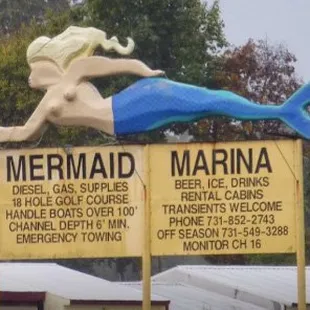 MERMAID
DIESEL, GAS, SUPPLIES
18 HOLE GOLF COURSE
HANDLE BOATS OVER 100'
CHANNEL DEPTH 6' MIN.
EMERGENCY TOWING
MARINA
BEER, ICE, DRINKS
RENTAL CABINS
TRANSIENTS WELCOME
PHONE 731-852-2743
OFF SEASON 731-549-3288
MONITOR CH 16